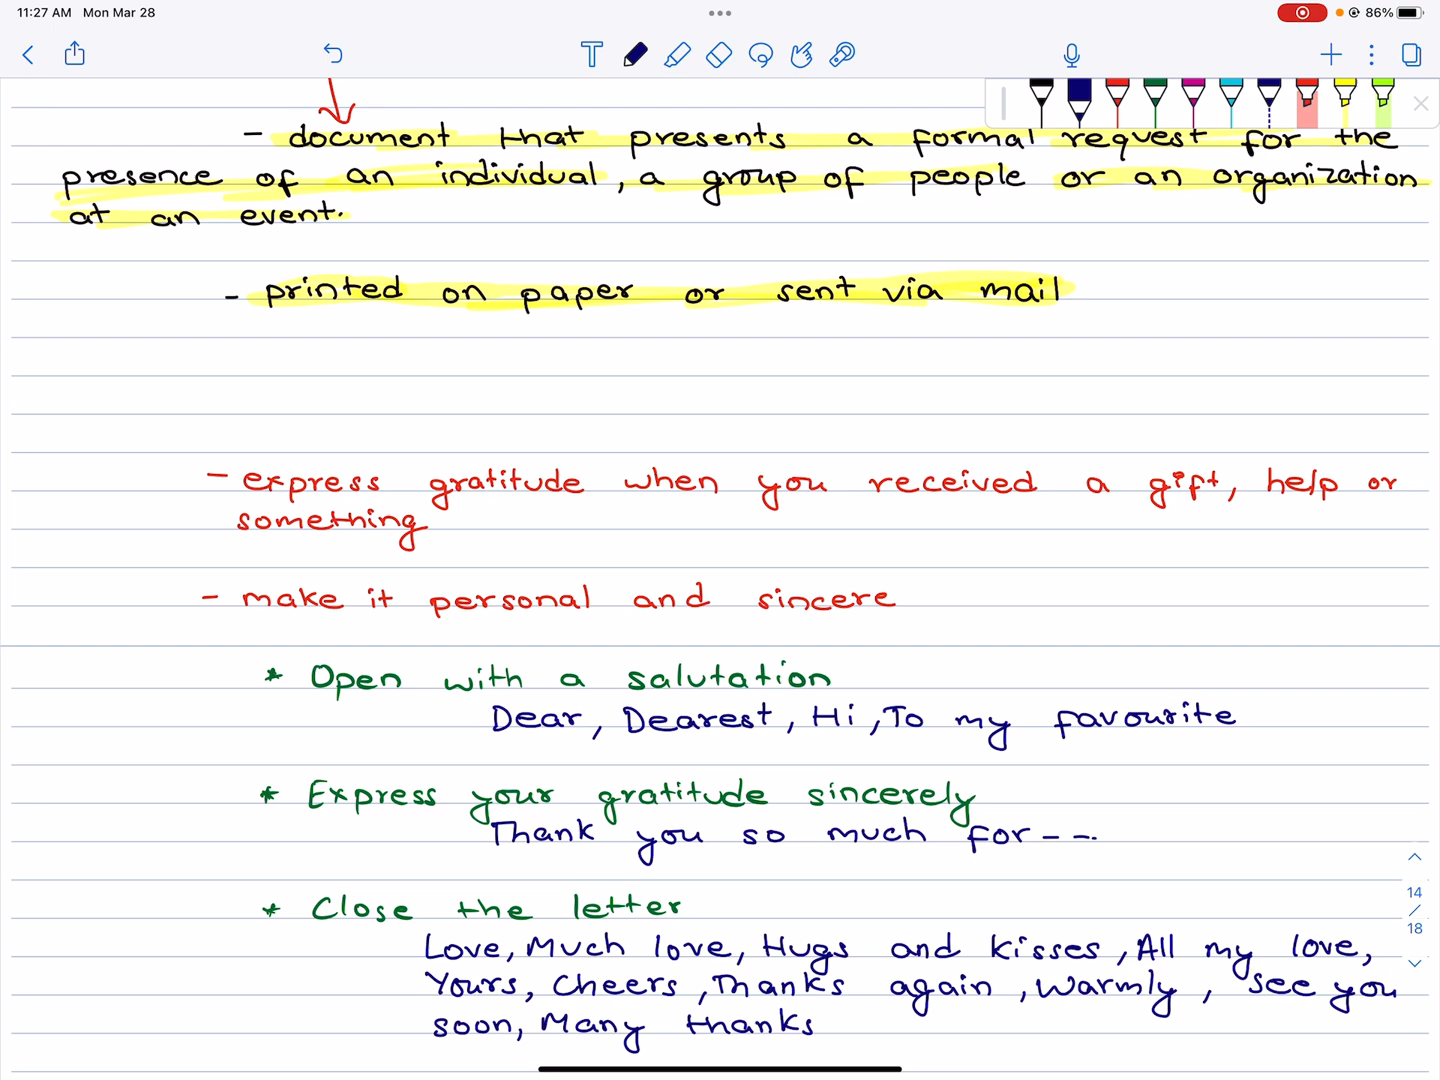 11:27 AM Mon Mar 28
86%
- document that presents a formal request for the
presence of an individual, a group of people or an organization
at an event.
- printed on paper or sent via mail
- express gratitude when you received a gift, help or
something
- make it personal and sincere
* Open with a salutation
Dear, Dearest, Hi, To my favourite
* Express your gratitude sincerely
Thank you so much for - -
14
/
18
* Close the letter
Love, Much love, Hugs and kisses, All my love,
Yours, Cheers, Thanks again, Warmly, See you
soon, Many thanks